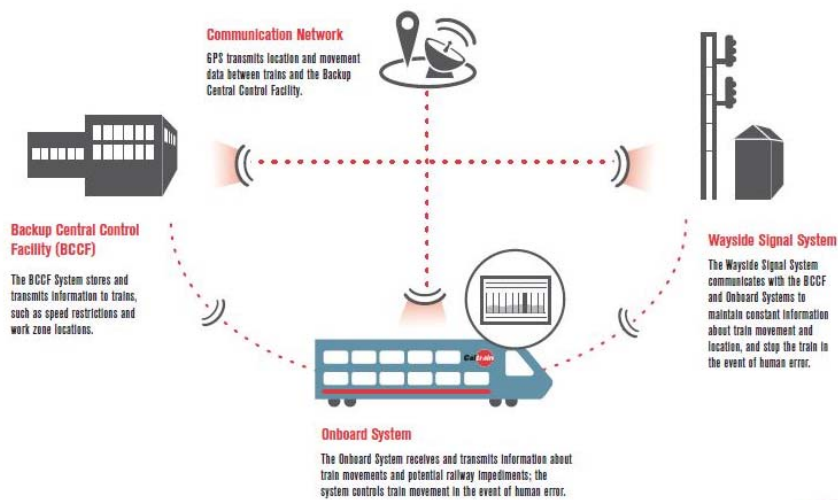 Communication Network
GPS transmits location and movement
data between trains and the Backup
Central Control Facility.
Backup Central Control
Facility (BCCF)
The BCCF System stores and
transmits information to trains,
such as speed restrictions and
work zone locations.
Wayside Signal System
The Wayside Signal System
communicates with the BCCF
and Onboard Systems to
maintain constant information
about train movement and
location, and stop the train in
the event of human error.
Caltrain
Onboard System
The Onboard System receives and transmits information about
train movements and potential railway impediments; the
system controls train movement in the event of human error.